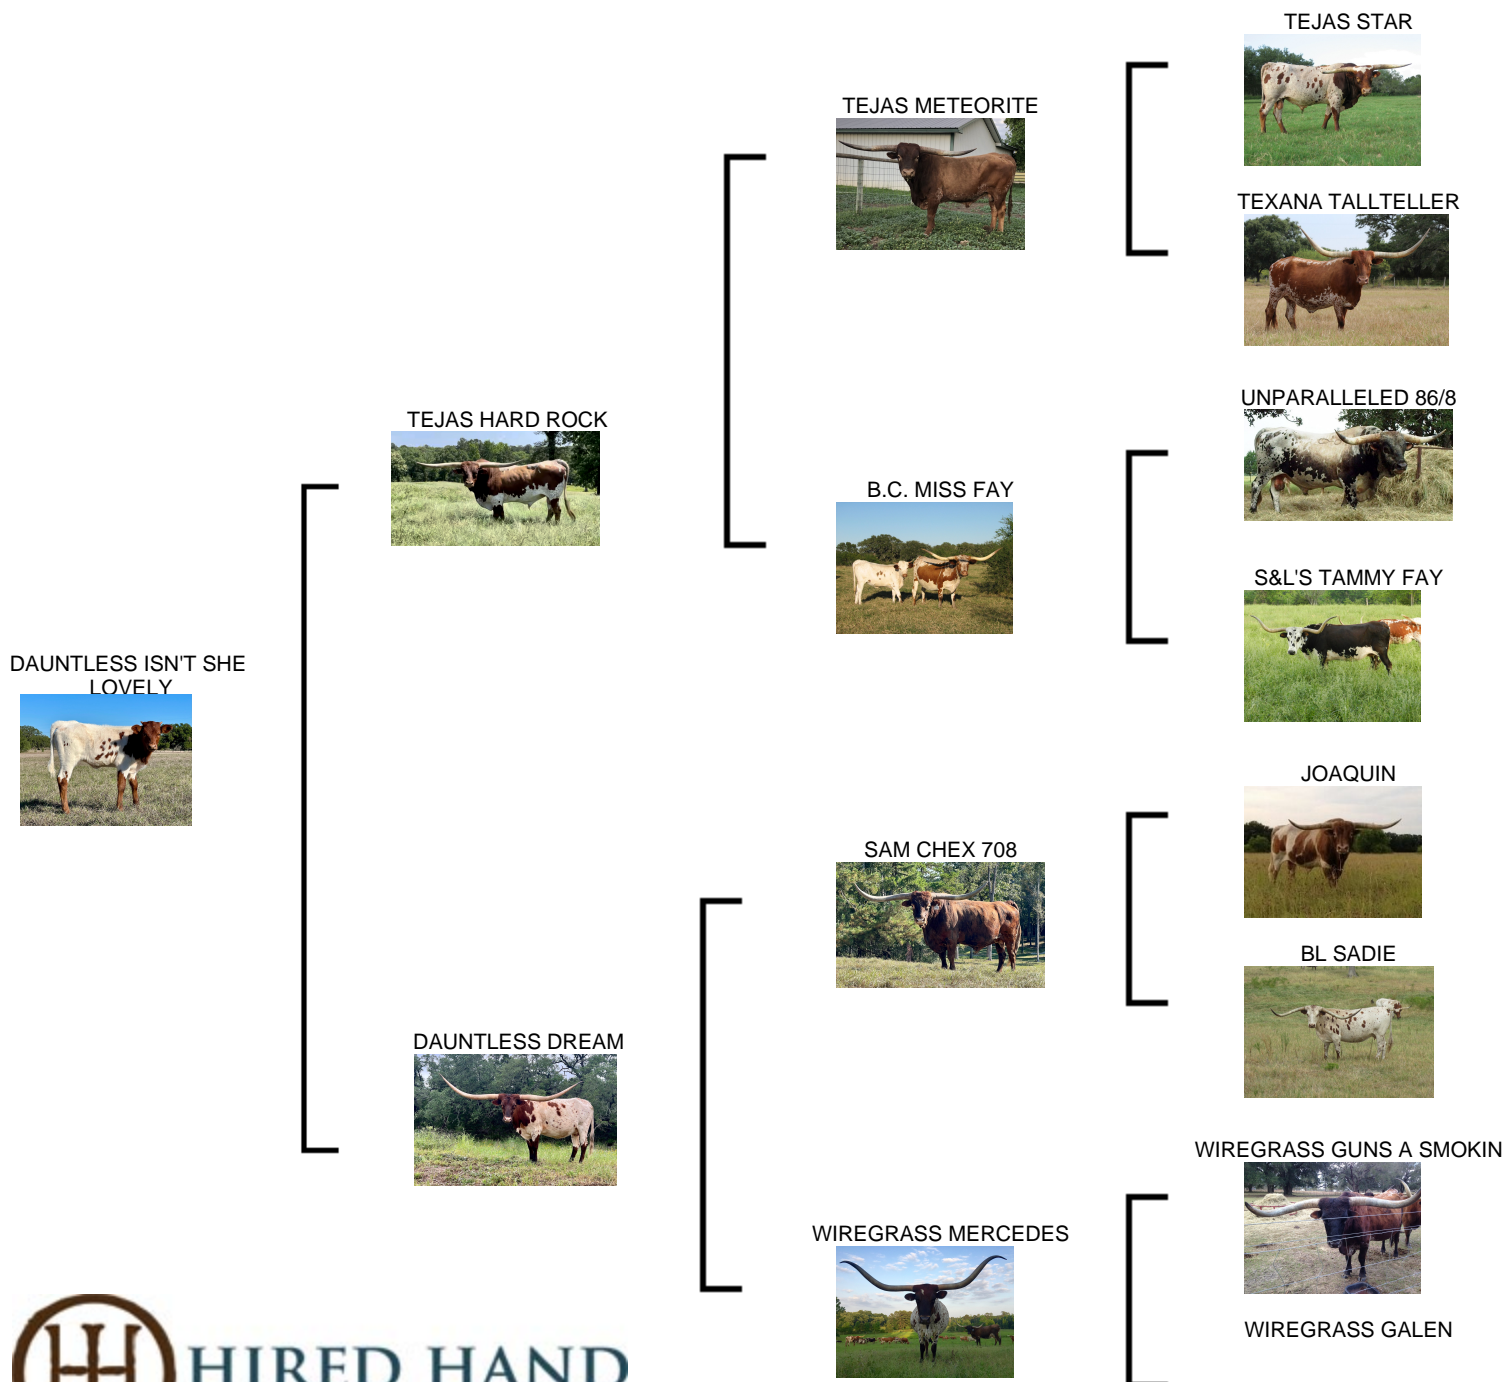 TEJAS STAR
TEJAS METEORITE
TEXANA TALLTELLER
TEJAS HARD ROCK
UNPARALLELED 86/8
B.C. MISS FAY
S&L'S TAMMY FAY
DAUNTLESS ISN'T SHE
LOVELY
JOAQUIN
SAM CHEX 708
BL SADIE
DAUNTLESS DREAM
WIREGRASS GUNS A SMOKIN
WIREGRASS MERCEDES
WIREGRASS GALEN
HIRED HAND